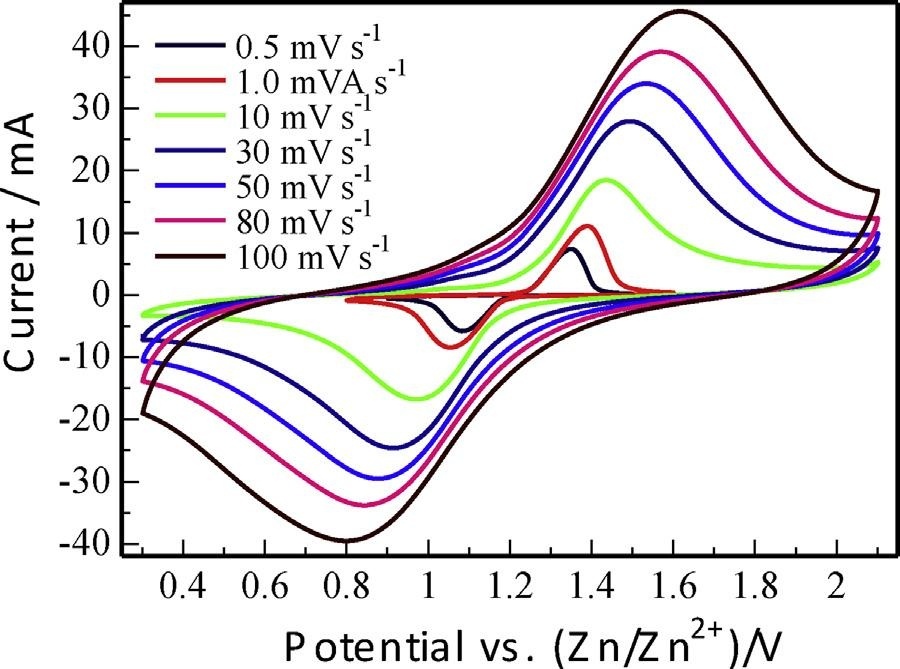 0.5 mV s-1
1.0 mVA s-1
10 mV s-1
30 mV s-1
50 mV s-1
80 mV s-1
100 mV s-1
Current / mA
40
30
20
10
0
-10
-20
-30
-40
0.4 0.6 0.8 1 1.2 1.4 1.6 1.8 2
Potential vs. (Zn/Zn2+)/V